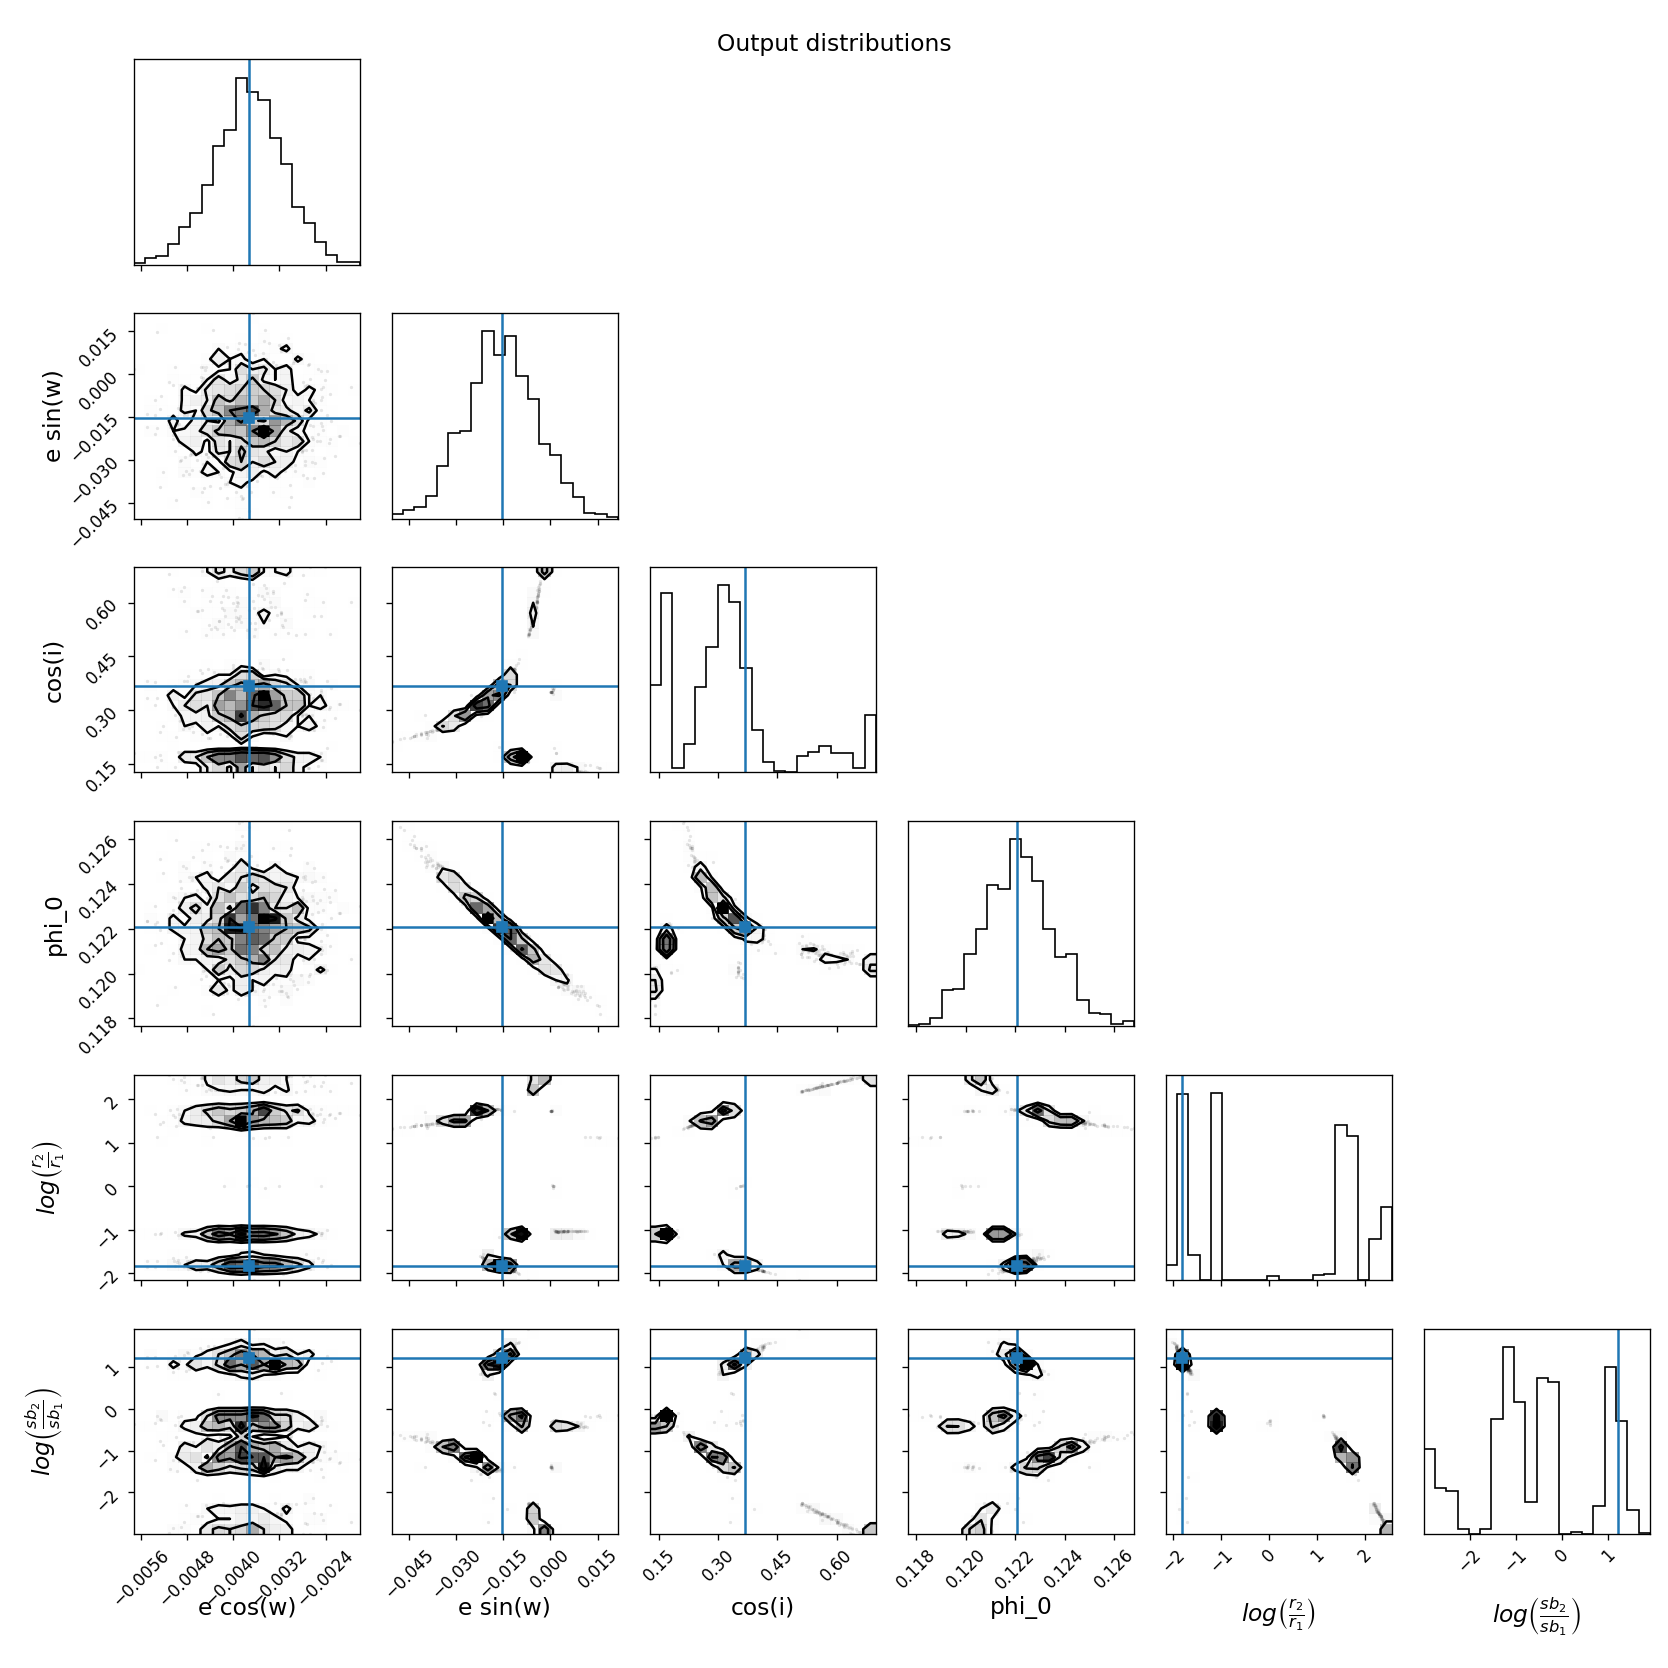 Output distributions
e sin(w)
0.015
0.000
−0.015
−0.030
−0.045
cos(i)
0.60
0.45
0.30
0.15
phi_0
0.126
0.124
0.122
0.120
0.118
log(r₂/r₁)
2
1
0
−1
−2
log(sb₂/sb₁)
1
0
−1
−2
−0.0056 −0.0048 −0.0040 −0.0032 −0.0024
−0.045 −0.030 −0.015 0.000 0.015
0.15 0.30 0.45 0.60
0.118 0.120 0.122 0.124 0.126
−2 −1 0 1 2
−2 −1 0 1
e cos(w) e sin(w) cos(i) phi_0 log(r₂/r₁) log(sb₂/sb₁)